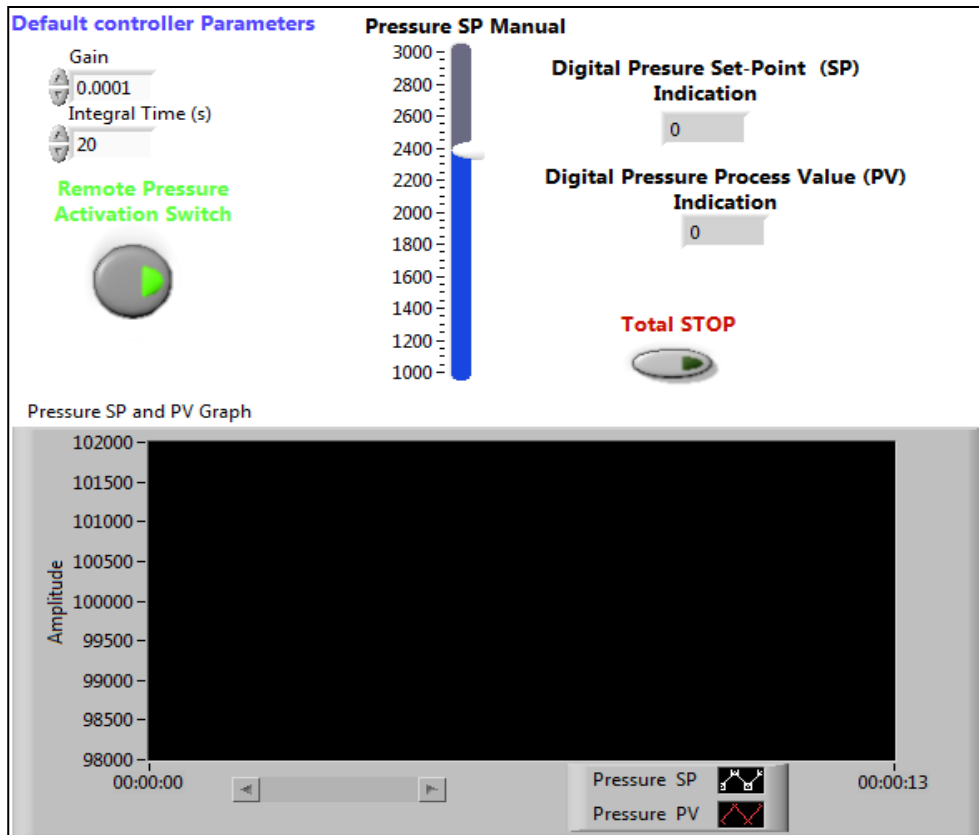 Default controller Parameters
Gain
0.0001
Integral Time (s)
20
Remote Pressure
Activation Switch
Pressure SP Manual
3000
2800
2600
2400
2200
2000
1800
1600
1400
1200
1000
Digital Presure Set-Point (SP)
Indication
0
Digital Pressure Process Value (PV)
Indication
0
Total STOP
Pressure SP and PV Graph
Amplitude
102000
101500
101000
100500
100000
99500
99000
98500
98000
00:00:00
00:00:13
Pressure SP
Pressure PV